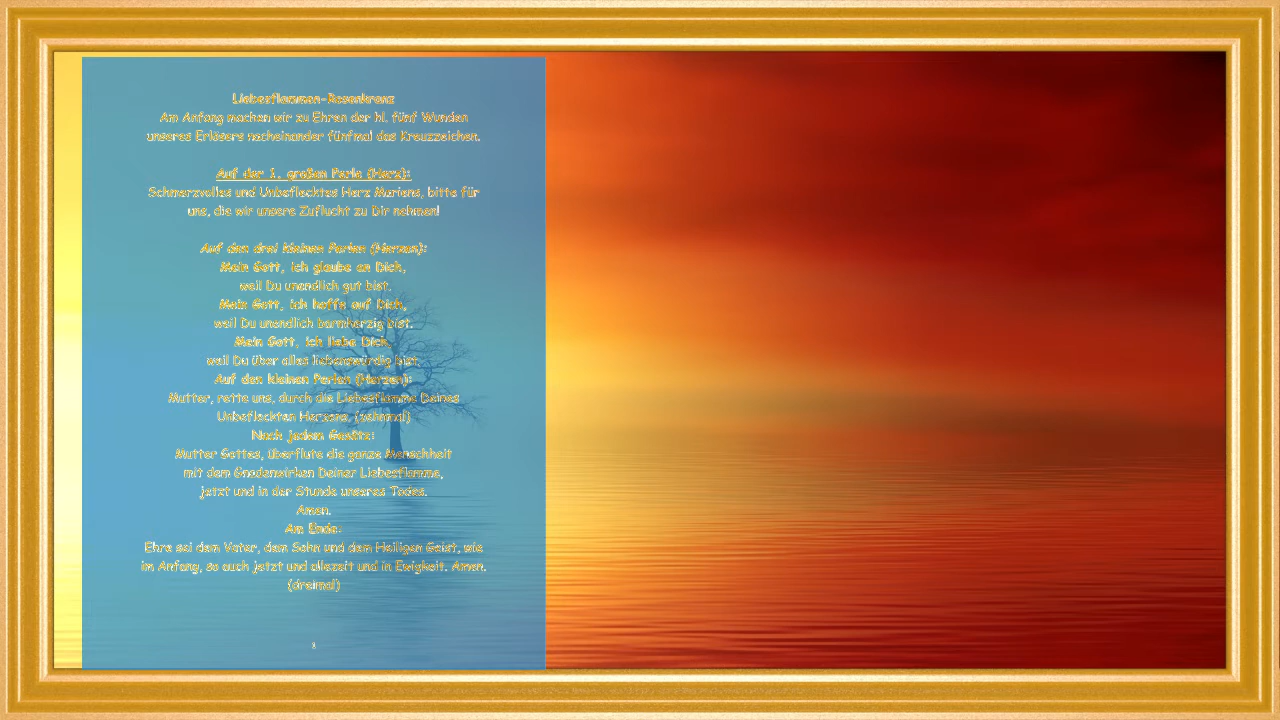 Liebesflammen-Rosenkranz
Am Anfang machen wir zu Ehren der hl. fünf Wunden
unseres Erlösers nacheinander fünfmal das Kreuzzeichen.
Auf der 1. großen Perle (Herz):
Schmerzvolles und Unbeflecktes Herz Mariens, bitte für
uns, die wir unsere Zuflucht zu Dir nehmen!
Auf den drei kleinen Perlen (Herzen):
Mein Gott, ich glaube an Dich,
weil Du unendlich gut bist.
Mein Gott, ich hoffe auf Dich,
weil Du unendlich barmherzig bist.
Mein Gott, ich liebe Dich,
weil Du über alles liebenswürdig bist.
Auf den kleinen Perlen (Herzen):
Mutter, rette uns, durch die Liebesflamme Deines
Unbefleckten Herzens. (zehnmal)
Nach jedem Gesätz:
Mutter Gottes, überflute die ganze Menschheit
mit dem Gnadenwirken Deiner Liebesflamme,
jetzt und in der Stunde unseres Todes.
Amen.
Am Ende:
Ehre sei dem Vater, dem Sohn und dem Heiligen Geist, wie
im Anfang, so auch jetzt und allezeit und in Ewigkeit. Amen.
(dreimal)
1